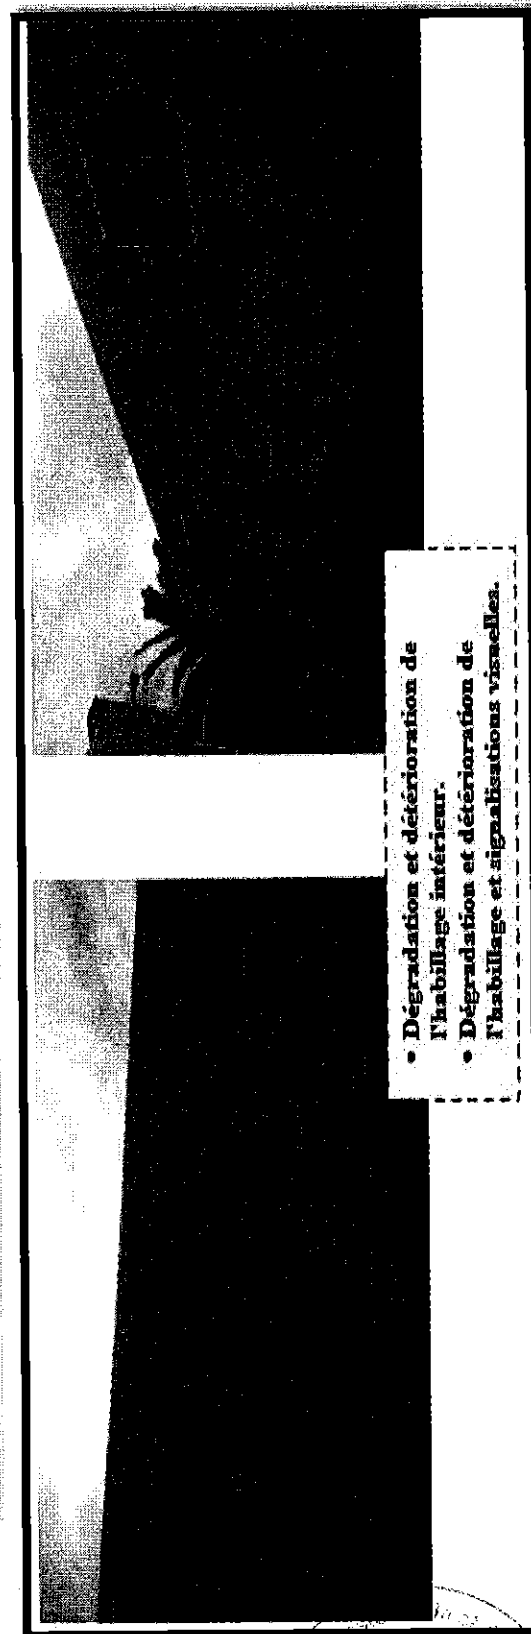 • Dégradation et détérioration de
l'habillage intérieur.
• Dégradation et détérioration de
l'habillage et signalisations visuelles.